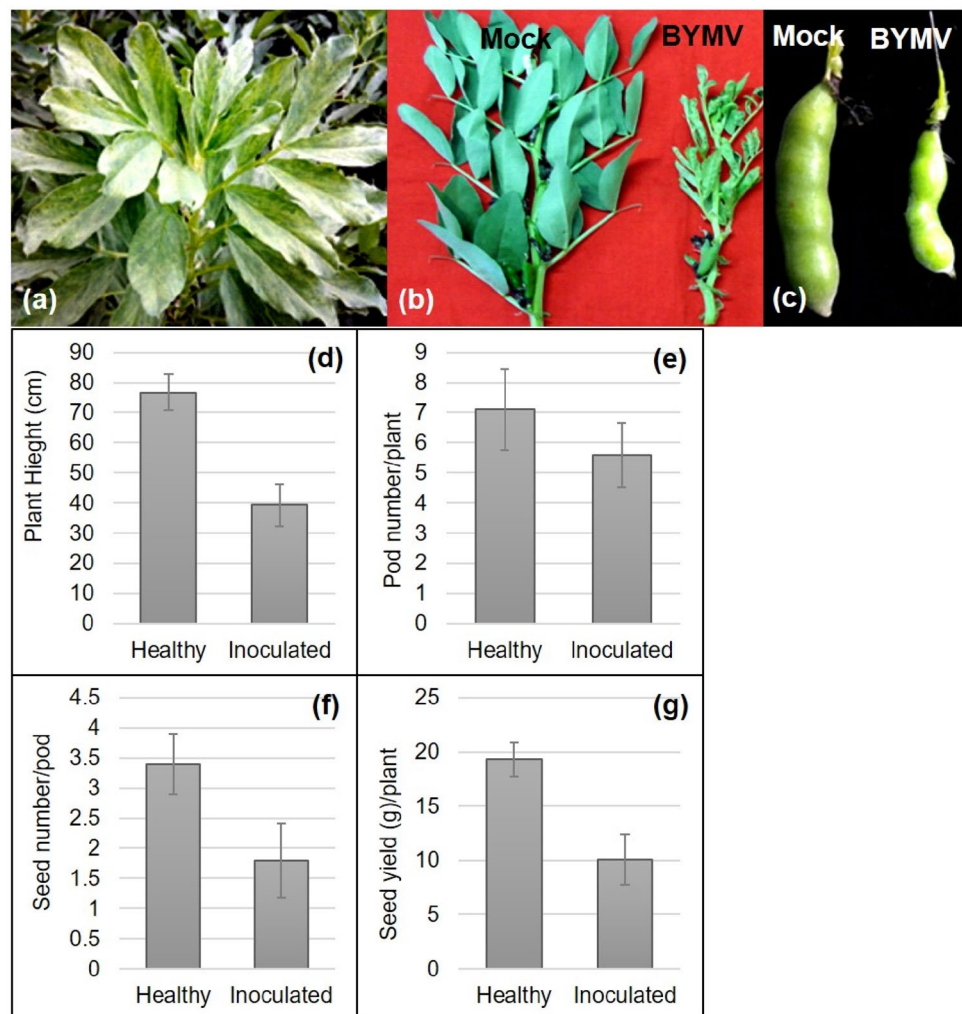 Mock BYMV Mock BYMV
(a) (b) (c)
(d)
Plant Hieght (cm)
90
80
70
60
50
40
30
20
10
0
Healthy Inoculated
(e)
Pod number/plant
9
8
7
6
5
4
3
2
1
0
Healthy Inoculated
(f)
Seed number/pod
4.5
4
3.5
3
2.5
2
1.5
1
0.5
0
Healthy Inoculated
(g)
Seed yield (g)/plant
25
20
15
10
5
0
Healthy Inoculated